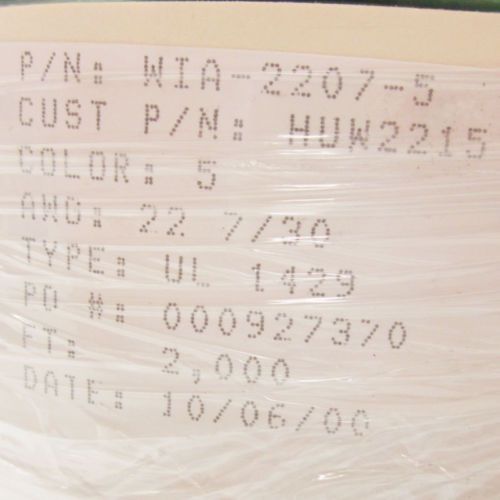 P/N: WIA-2207-5
CUST P/N: HUW2215
COLOR: 5
AWG: 22 7/30
TYPE: UL 1429
PO #: 000927370
FT: 2,000
DATE: 10/06/00